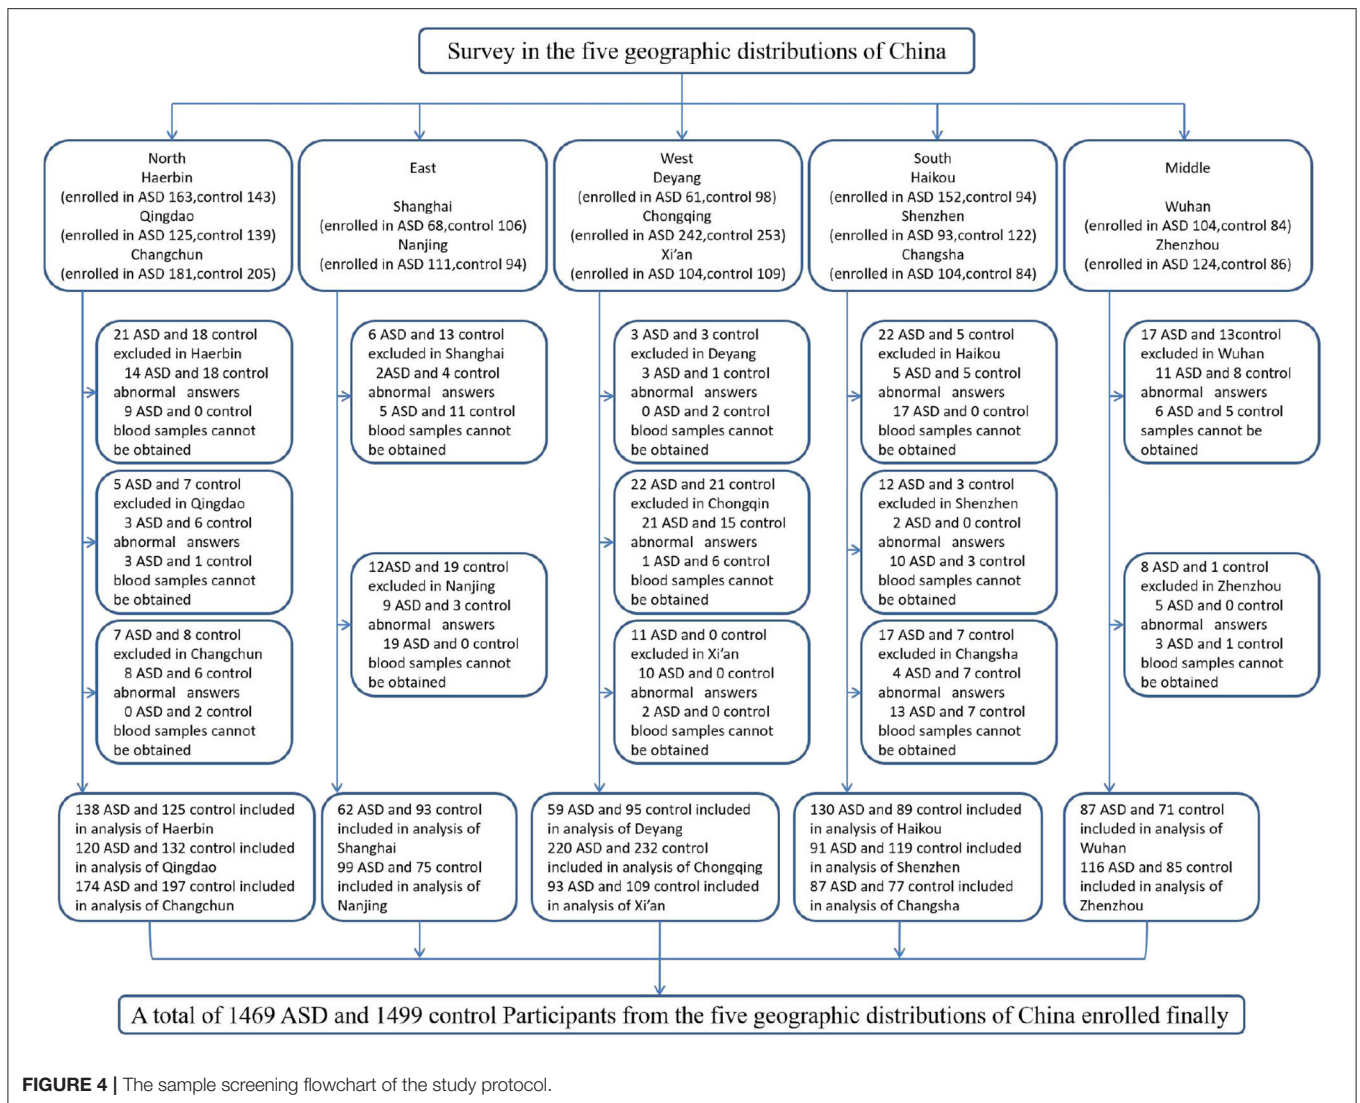 Survey in the five geographic distributions of China
North
Haerbin
(enrolled in ASD 163,control 143)
Qingdao
(enrolled in ASD 125,control 139)
Changchun
(enrolled in ASD 181,control 205)
East
Shanghai
(enrolled in ASD 68,control 106)
Nanjing
(enrolled in ASD 111,control 94)
West
Deyang
(enrolled in ASD 61,control 98)
Chongqing
(enrolled in ASD 242,control 253)
Xi’an
(enrolled in ASD 104,control 109)
South
Haikou
(enrolled in ASD 152,control 94)
Shenzhen
(enrolled in ASD 93,control 122)
Changsha
(enrolled in ASD 104,control 84)
Middle
Wuhan
(enrolled in ASD 104,control 84)
Zhenzhou
(enrolled in ASD 124,control 86)
21 ASD and 18 control
excluded in Haerbin
14 ASD and 18 control
abnormal answers
9 ASD and 0 control
blood samples cannot
be obtained
5 ASD and 7 control
excluded in Qingdao
3 ASD and 6 control
abnormal answers
3 ASD and 1 control
blood samples cannot
be obtained
7 ASD and 8 control
excluded in Changchun
8 ASD and 6 control
abnormal answers
0 ASD and 2 control
blood samples cannot
be obtained
6 ASD and 13 control
excluded in Shanghai
2ASD and 4 control
abnormal answers
5 ASD and 11 control
blood samples cannot
be obtained
12ASD and 19 control
excluded in Nanjing
9 ASD and 3 control
abnormal answers
19 ASD and 0 control
blood samples cannot
be obtained
3 ASD and 3 control
excluded in Deyang
3 ASD and 1 control
abnormal answers
0 ASD and 2 control
blood samples cannot
be obtained
22 ASD and 21 control
excluded in Chongqin
21 ASD and 15 control
abnormal answers
1 ASD and 6 control
blood samples cannot
be obtained
11 ASD and 0 control
excluded in Xi’an
10 ASD and 0 control
abnormal answers
2 ASD and 0 control
blood samples cannot
be obtained
22 ASD and 5 control
excluded in Haikou
5 ASD and 5 control
abnormal answers
17 ASD and 0 control
blood samples cannot
be obtained
12 ASD and 3 control
excluded in Shenzhen
2 ASD and 0 control
abnormal answers
10 ASD and 3 control
blood samples cannot
be obtained
17 ASD and 7 control
excluded in Changsha
4 ASD and 7 control
abnormal answers
13 ASD and 7 control
blood samples cannot
be obtained
17 ASD and 13control
excluded in Wuhan
11 ASD and 8 control
abnormal answers
6 ASD and 5 control
samples cannot be
obtained
8 ASD and 1 control
excluded in Zhenzhou
5 ASD and 0 control
abnormal answers
3 ASD and 1 control
blood samples cannot
be obtained
138 ASD and 125 control included
in analysis of Haerbin
120 ASD and 132 control included
in analysis of Qingdao
174 ASD and 197 control included
in analysis of Changchun
62 ASD and 93 control
included in analysis of
Shanghai
99 ASD and 75 control
included in analysis of
Nanjing
59 ASD and 95 control included
in analysis of Deyang
220 ASD and 232 control
included in analysis of Chongqing
93 ASD and 109 control included
in analysis of Xi’an
130 ASD and 89 control included
in analysis of Haikou
91 ASD and 119 control included
in analysis of Shenzhen
87 ASD and 77 control included
in analysis of Changsha
87 ASD and 71 control
included in analysis of
Wuhan
116 ASD and 85 control
included in analysis of
Zhenzhou
A total of 1469 ASD and 1499 control Participants from the five geographic distributions of China enrolled finally
FIGURE 4 | The sample screening flowchart of the study protocol.